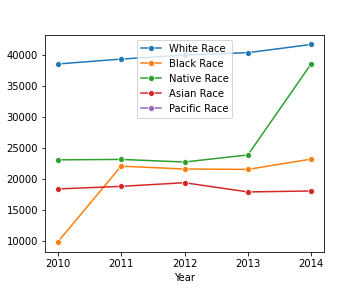 40000
35000
30000
25000
20000
15000
10000
White Race
Black Race
Native Race
Asian Race
Pacific Race
2010 2011 2012 2013 2014
Year